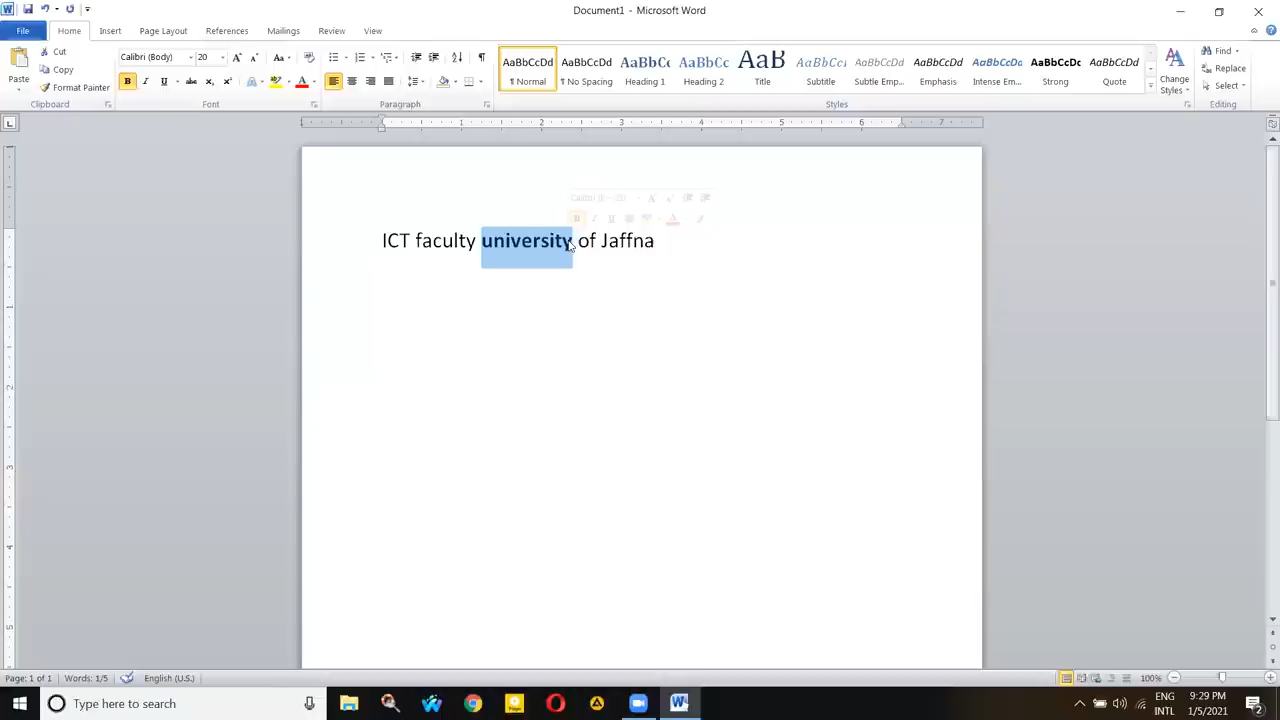 Document1 - Microsoft Word
File Home Insert Page Layout References Mailings Review View
Paste
Cut
Copy
Format Painter
Clipboard
Calibri (Body) 20
Font
Paragraph
AaBbCcDd AaBbCcDd AaBbCc AaBbCc AaB AaBbCcI AaBbCcDd AaBbCcDd AaBbCcDd AaBbCcDc AaBbCcDd
¶ Normal ¶ No Spacing Heading 1 Heading 2 Title Subtitle Subtle Emp... Emphasis Intense Em... Strong Quote
Styles
Change Styles
Find
Replace
Select
Editing
ICT faculty university of Jaffna
Page: 1 of 1 Words: 1/5 English (U.S.) 100%
Type here to search
ENG
INTL
9:29 PM
1/5/2021